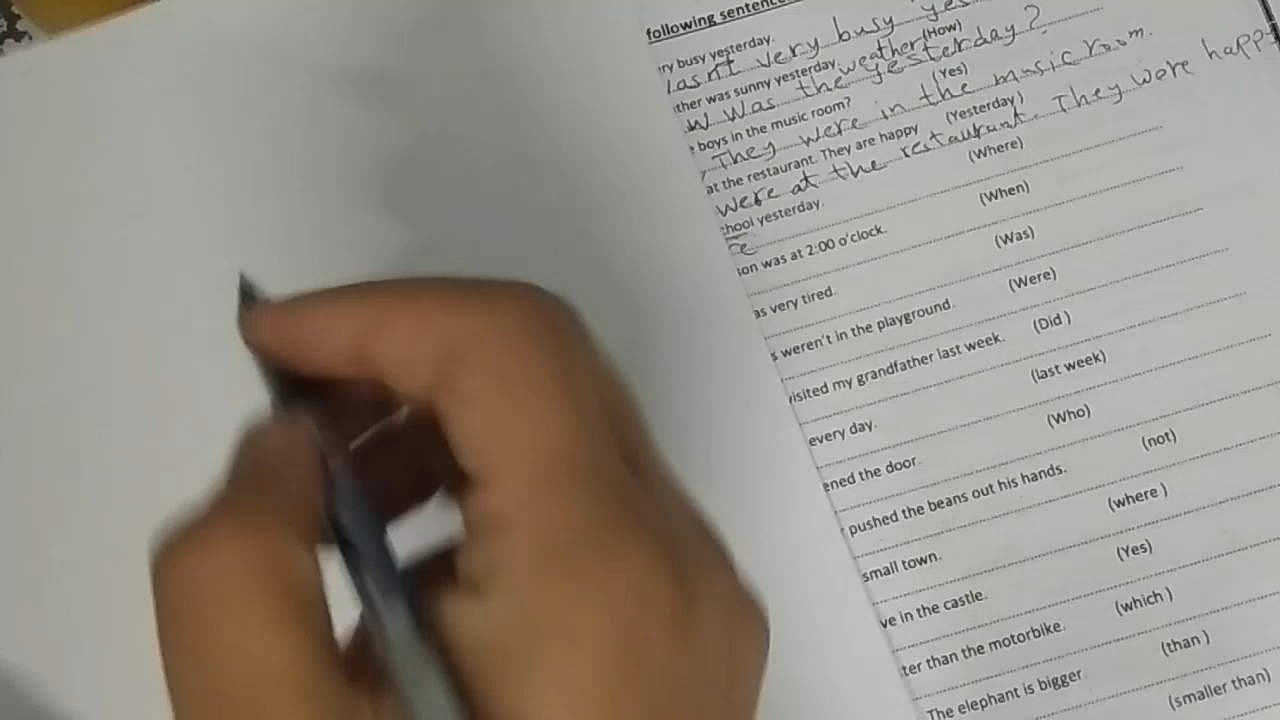 following sentence
ry busy yesterday.
wasnt very busy yes
ther was sunny yesterday. (How)
w was the weather yesterday?
boys in the music room? (Yes)
They were in the music room.
at the restaurant. They are happy (Yesterday)
were at the restaurant. They were happy
hool yesterday. (Where)
son was at 2:00 o'clock. (When)
as very tired. (Was)
s weren't in the playground. (Were)
visited my grandfather last week. (Did)
every day. (last week)
ened the door. (Who)
pushed the beans out his hands. (not)
small town. (where)
ve in the castle. (Yes)
ter than the motorbike. (which)
The elephant is bigger. (than)
(smaller than)